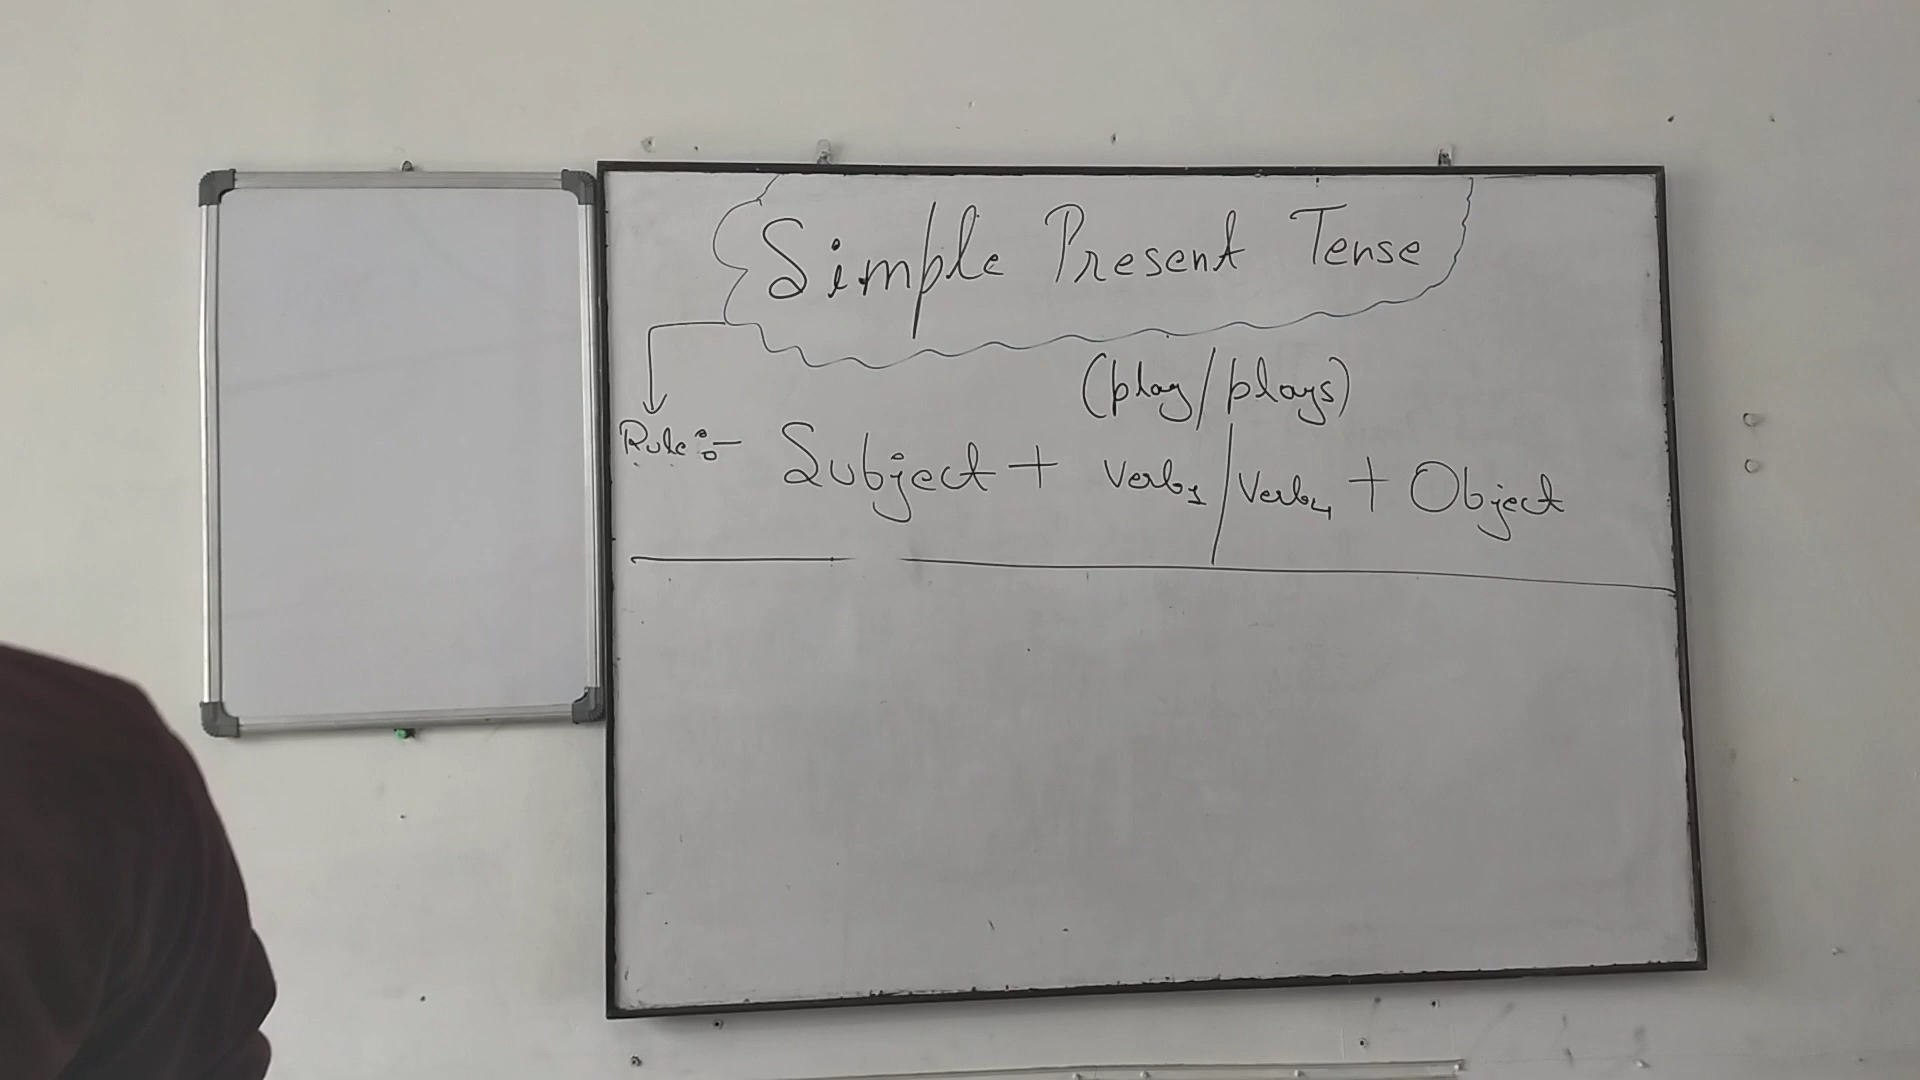 Simple Present Tense
(play/plays)
Rule:- Subject + Verb1/Verb4 + Object